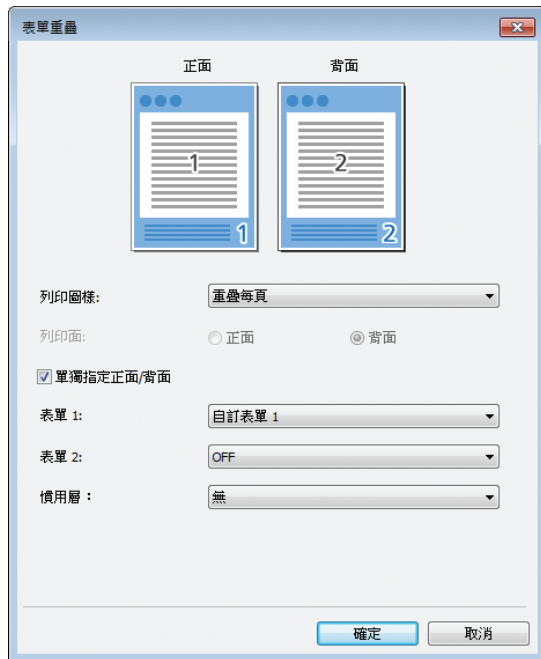 表單重疊
正面 背面
1 2
1 2
列印圖樣: 重疊每頁
列印面: 正面 背面
單獨指定正面/背面
表單 1: 自訂表單 1
表單 2: OFF
慣用層： 無
確定 取消